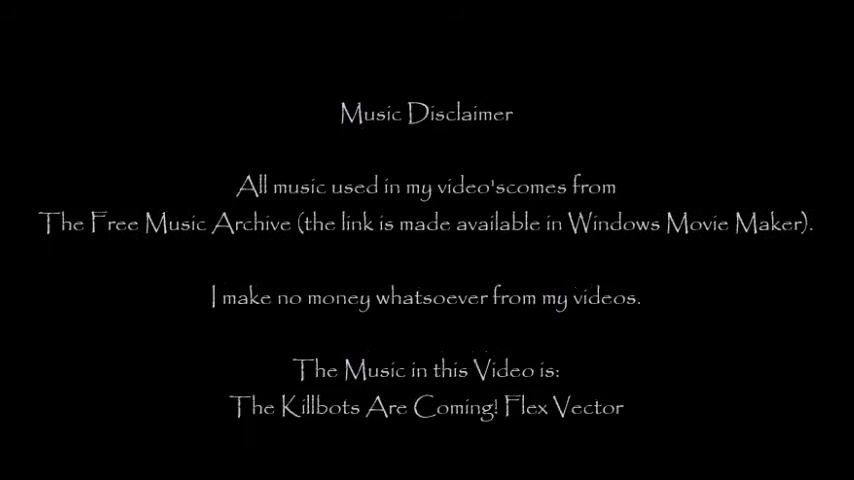 Music Disclaimer
All music used in my video'scomes from
The Free Music Archive (the link is made available in Windows Movie Maker).
I make no money whatsoever from my videos.
The Music in this Video is:
The Killbots Are Coming! Flex Vector